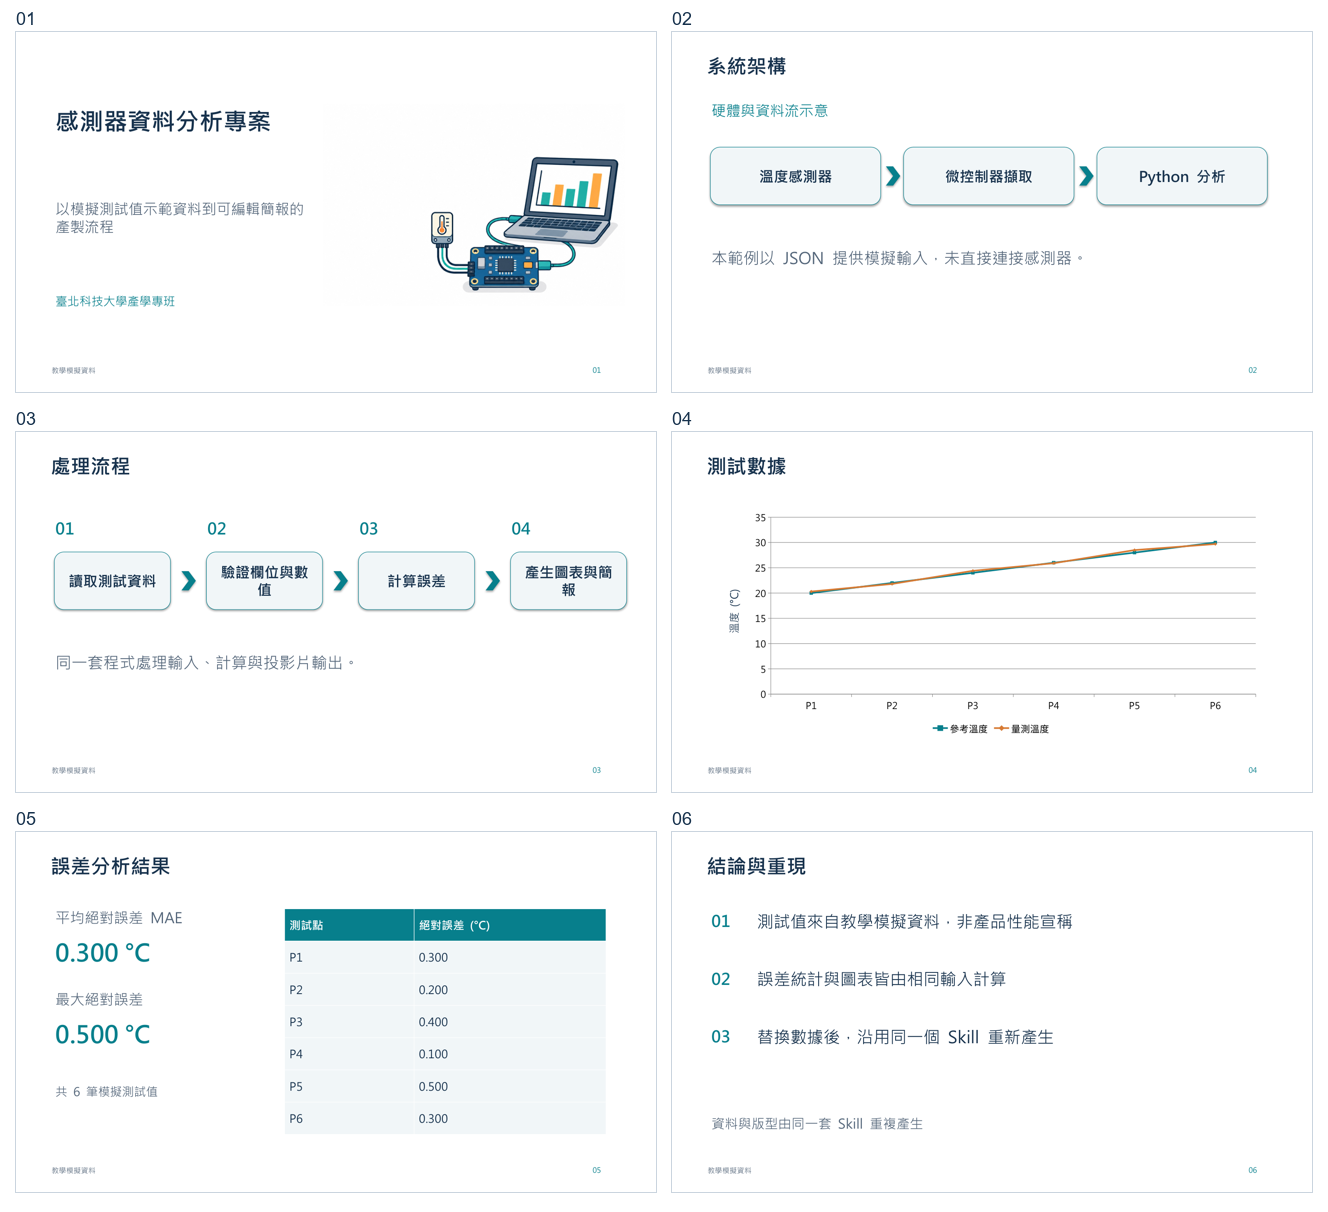 01
感測器資料分析專案
以模擬測試值示範資料到可編輯簡報的
產製流程
臺北科技大學產學專班
教學模擬資料
01
02
系統架構
硬體與資料流示意
溫度感測器
微控制器擷取
Python 分析
本範例以 JSON 提供模擬輸入，未直接連接感測器。
教學模擬資料
02
03
處理流程
01
02
03
04
讀取測試資料
驗證欄位與數
值
計算誤差
產生圖表與簡
報
同一套程式處理輸入、計算與投影片輸出。
教學模擬資料
03
04
測試數據
溫度 (°C)
35
30
25
20
15
10
5
0
P1
P2
P3
P4
P5
P6
參考溫度
量測溫度
教學模擬資料
04
05
誤差分析結果
平均絕對誤差 MAE
0.300 °C
最大絕對誤差
0.500 °C
共 6 筆模擬測試值
測試點 絕對誤差 (°C)
P1 0.300
P2 0.200
P3 0.400
P4 0.100
P5 0.500
P6 0.300
教學模擬資料
05
06
結論與重現
01 測試值來自教學模擬資料，非產品性能宣稱
02 誤差統計與圖表皆由相同輸入計算
03 替換數據後，沿用同一個 Skill 重新產生
資料與版型由同一套 Skill 重複產生
教學模擬資料
06